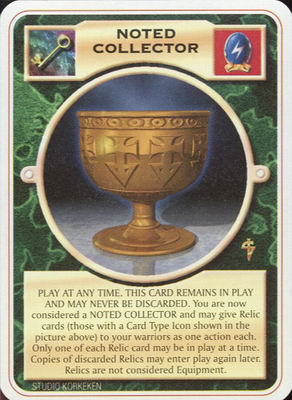 NOTED
COLLECTOR
PLAY AT ANY TIME. THIS CARD REMAINS IN PLAY
AND MAY NEVER BE DISCARDED. You are now
considered a NOTED COLLECTOR and may give Relic
cards (those with a Card Type Icon shown in the
picture above) to your warriors as one action each.
Only one of each Relic card may be in play at a time.
Copies of discarded Relics may enter play again later.
Relics are not considered Equipment.
STUDIO KORKEKEN